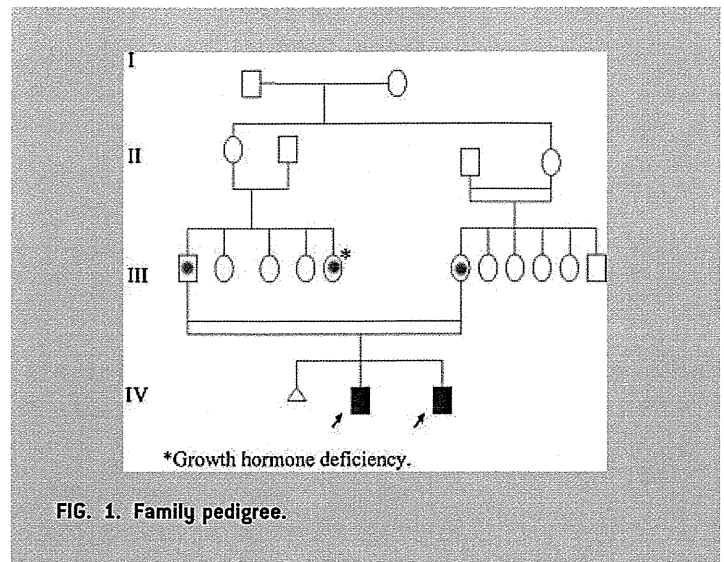 I
II
*
III
IV
*Growth hormone deficiency.
FIG. 1. Family pedigree.